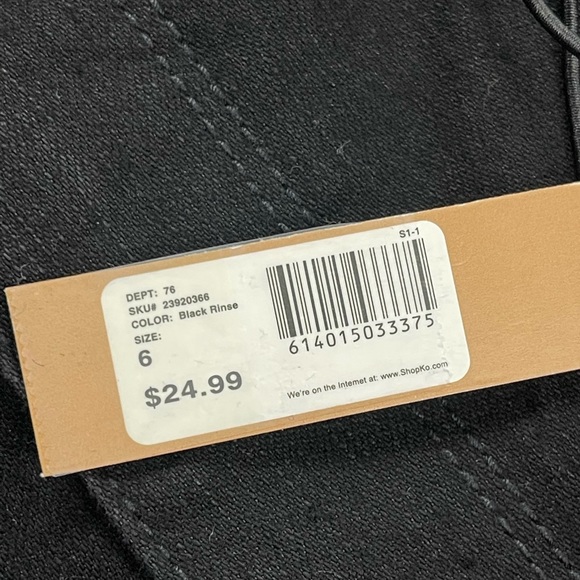 S1-1
DEPT: 76
SKU# 23920366
COLOR: Black Rinse
SIZE:
6
$24.99
614015033375
We're on the Internet at: www.ShopKo.com